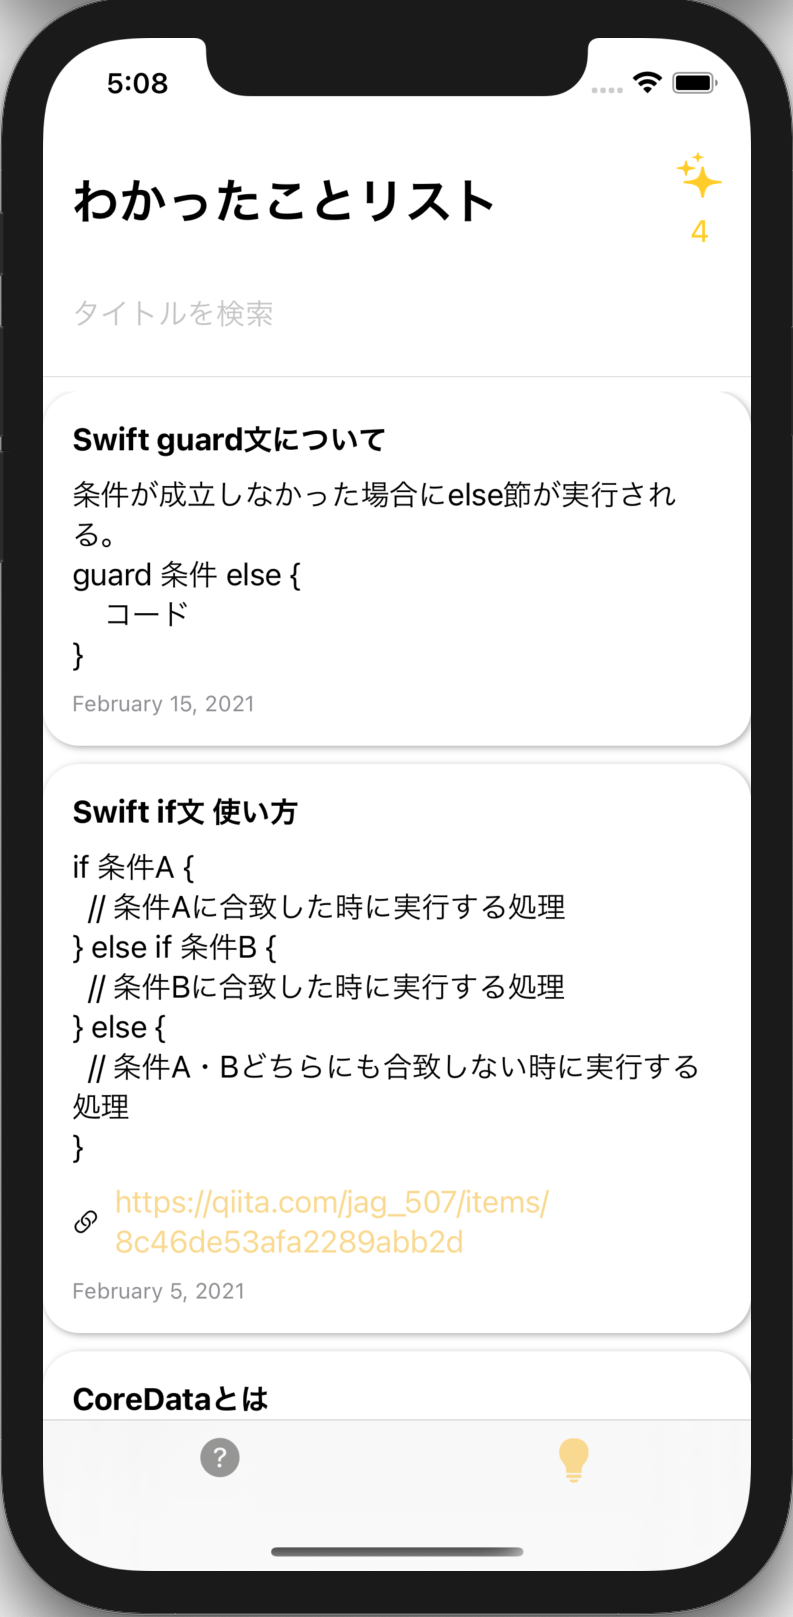 5:08
わかったことリスト
4
タイトルを検索
Swift guard文について
条件が成立しなかった場合にelse節が実行され
る。
guard 条件 else {
    コード
}
February 15, 2021
Swift if文 使い方
if 条件A {
  // 条件Aに合致した時に実行する処理
} else if 条件B {
  // 条件Bに合致した時に実行する処理
} else {
  // 条件A・Bどちらにも合致しない時に実行する
処理
}
https://qiita.com/jag_507/items/
8c46de53afa2289abb2d
February 5, 2021
CoreDataとは
?